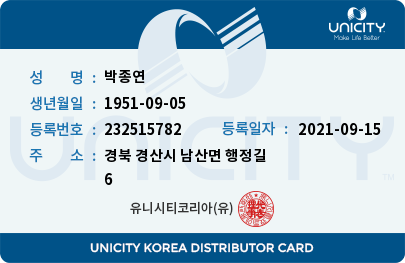 UNICITY
Make Life Better
성 명 : 박종연
생년월일 : 1951-09-05
등록번호 : 232515782 등록일자 : 2021-09-15
주 소 : 경북 경산시 남산면 행정길
6
UNICITY
TM
유니시티코리아(유)
UNICITY KOREA DISTRIBUTOR CARD